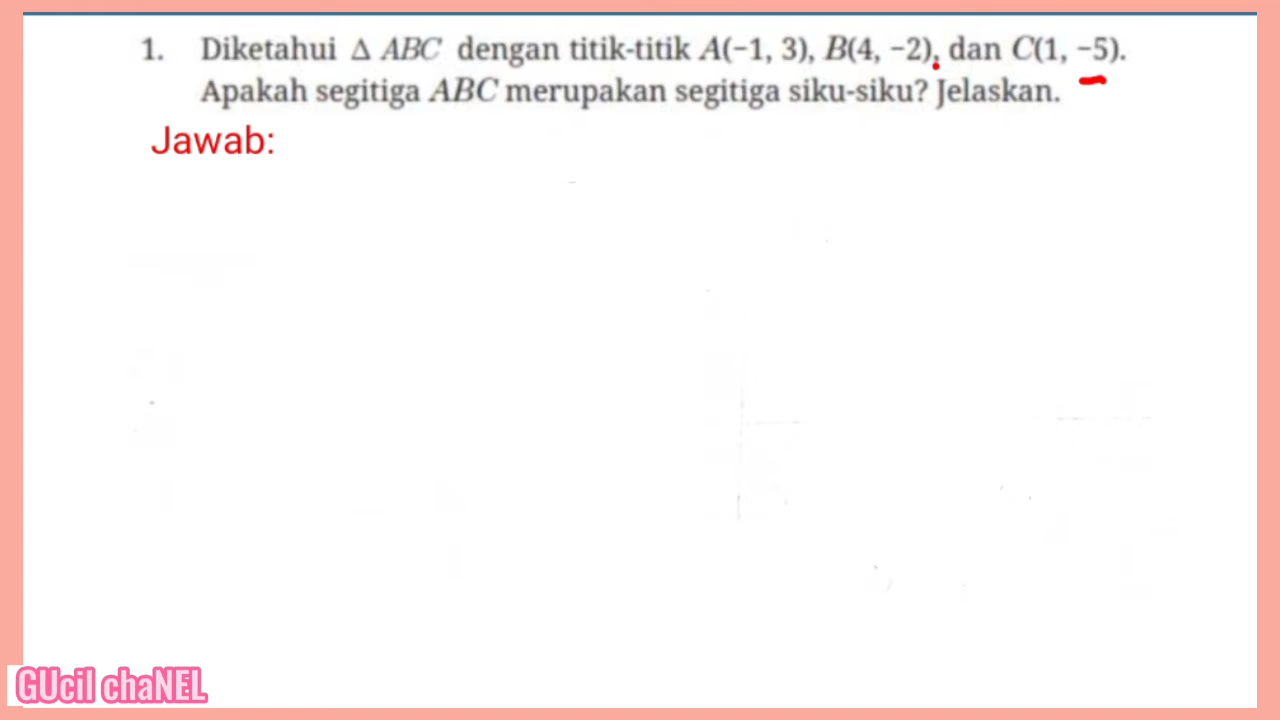 1. Diketahui Δ ABC dengan titik-titik A(−1, 3), B(4, −2), dan C(1, −5).
Apakah segitiga ABC merupakan segitiga siku-siku? Jelaskan.
Jawab:
GUcil chaNEL